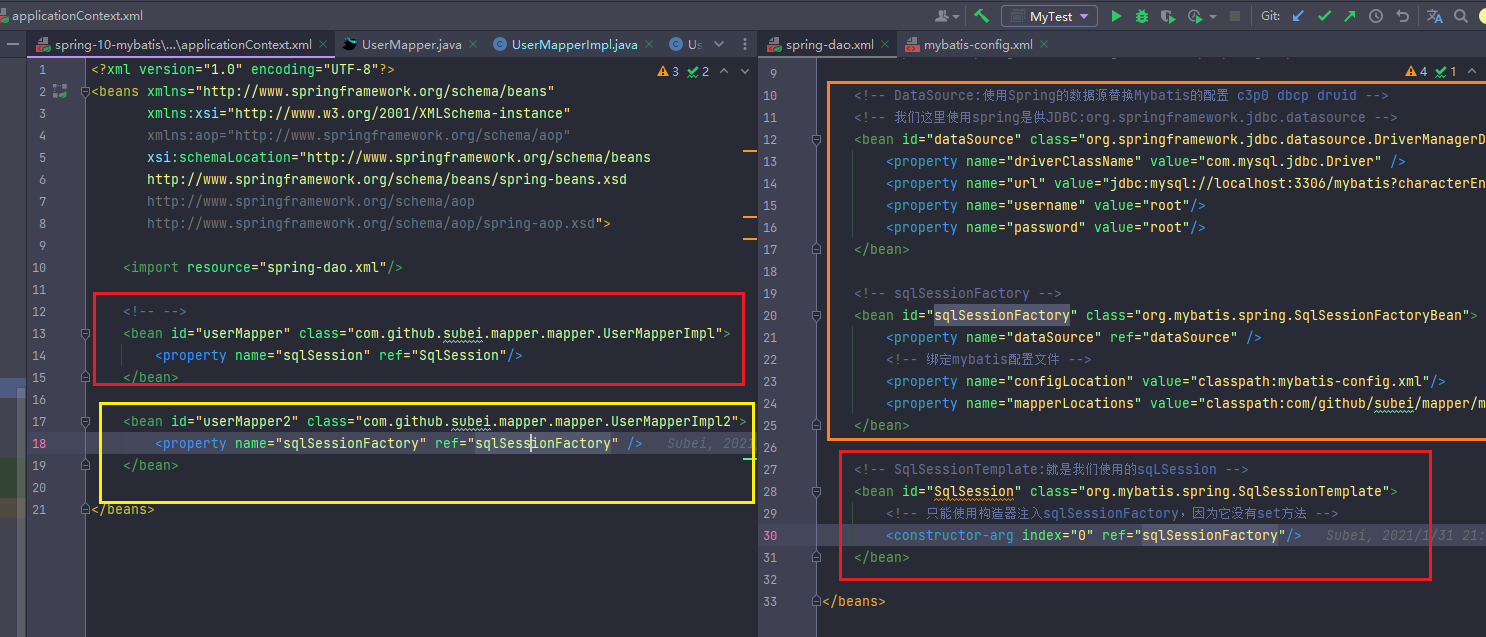 applicationContext.xml
MyTest
Git:
spring-10-mybatis\...\applicationContext.xml
UserMapper.java
UserMapperImpl.java
Us
3
2
1 <?xml version="1.0" encoding="UTF-8"?>
2 <beans xmlns="http://www.springframework.org/schema/beans"
3 xmlns:xsi="http://www.w3.org/2001/XMLSchema-instance"
4 xmlns:aop="http://www.springframework.org/schema/aop"
5 xsi:schemaLocation="http://www.springframework.org/schema/beans
6 http://www.springframework.org/schema/beans/spring-beans.xsd
7 http://www.springframework.org/schema/aop
8 http://www.springframework.org/schema/aop/spring-aop.xsd">
9
10 <import resource="spring-dao.xml"/>
11
12 <!-- -->
13 <bean id="userMapper" class="com.github.subei.mapper.mapper.UserMapperImpl">
14 <property name="sqlSession" ref="SqlSession"/>
15 </bean>
16
17 <bean id="userMapper2" class="com.github.subei.mapper.mapper.UserMapperImpl2">
18 <property name="sqlSessionFactory" ref="sqlSessionFactory" /> Subei, 2021
19 </bean>
20
21 </beans>
spring-dao.xml
mybatis-config.xml
4
1
9
10 <!-- DataSource:使用Spring的数据源替换Mybatis的配置 c3p0 dbcp druid -->
11 <!-- 我们这里使用spring是供JDBC:org.springframework.jdbc.datasource -->
12 <bean id="dataSource" class="org.springframework.jdbc.datasource.DriverManagerD
13 <property name="driverClassName" value="com.mysql.jdbc.Driver" />
14 <property name="url" value="jdbc:mysql://localhost:3306/mybatis?characterEn
15 <property name="username" value="root"/>
16 <property name="password" value="root"/>
17 </bean>
18
19 <!-- sqlSessionFactory -->
20 <bean id="sqlSessionFactory" class="org.mybatis.spring.SqlSessionFactoryBean">
21 <property name="dataSource" ref="dataSource" />
22 <!-- 绑定mybatis配置文件 -->
23 <property name="configLocation" value="classpath:mybatis-config.xml"/>
24 <property name="mapperLocations" value="classpath:com/github/subei/mapper/m
25 </bean>
26
27 <!-- SqlSessionTemplate:就是我们使用的sqLSession -->
28 <bean id="SqlSession" class="org.mybatis.spring.SqlSessionTemplate">
29 <!-- 只能使用构造器注入sqlSessionFactory，因为它没有set方法 -->
30 <constructor-arg index="0" ref="sqlSessionFactory"/> Subei, 2021/1/31 21:
31 </bean>
32
33 </beans>